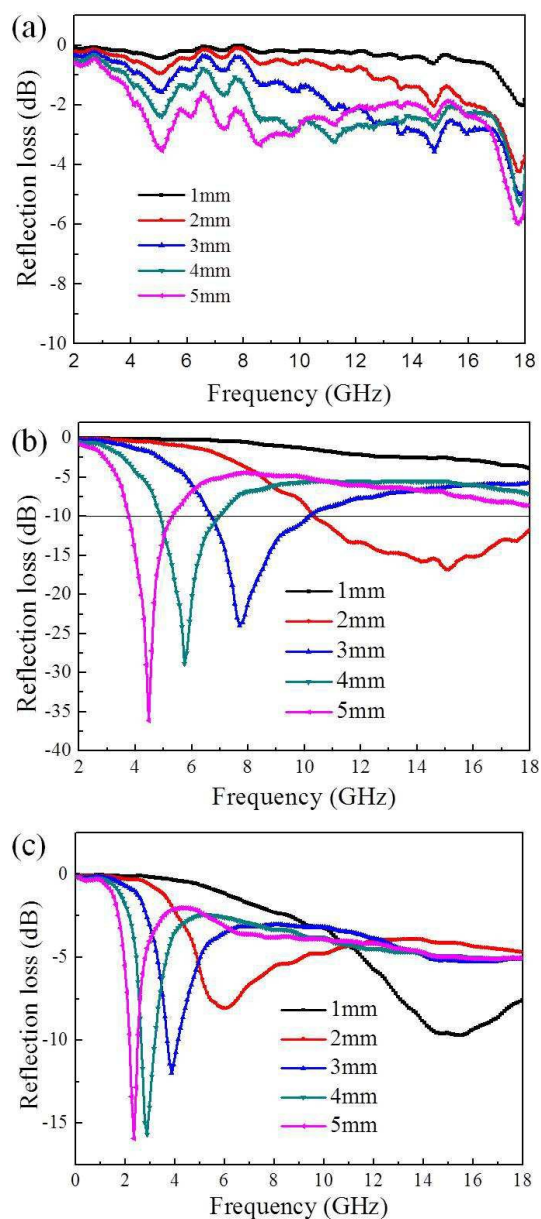 (a)
Reflection loss (dB)
0
-2
-4
-6
-8
-10
1mm
2mm
3mm
4mm
5mm
2 4 6 8 10 12 14 16 18
Frequency (GHz)
(b)
Reflection loss (dB)
0
-5
-10
-15
-20
-25
-30
-35
-40
1mm
2mm
3mm
4mm
5mm
2 4 6 8 10 12 14 16 18
Frequency (GHz)
(c)
Reflection loss (dB)
0
-5
-10
-15
1mm
2mm
3mm
4mm
5mm
0 2 4 6 8 10 12 14 16 18
Frequency (GHz)